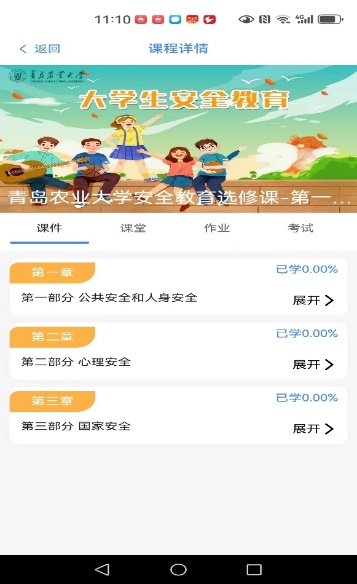 11:10
返回
课程详情
青岛农业大学
大学生安全教育
青岛农业大学安全教育选修课-第一...
课件 课堂 作业 考试
第一章 已学0.00%
第一部分 公共安全和人身安全 展开
第二章 已学0.00%
第二部分 心理安全 展开
第三章 已学0.00%
第三部分 国家安全 展开